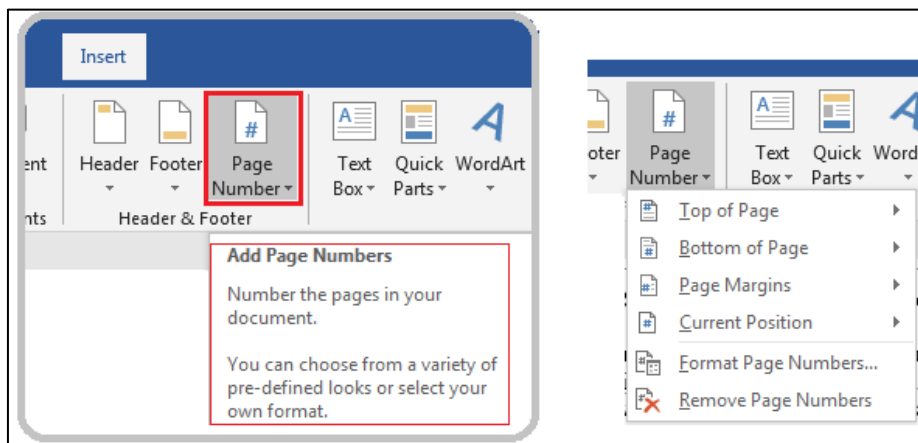 Insert
ent Header Footer Page Number Text Box Quick Parts WordArt
nts Header & Footer
Add Page Numbers
Number the pages in your
document.
You can choose from a variety of
pre-defined looks or select your
own format.
oter Page Number Text Box Quick Parts Word
Top of Page
Bottom of Page
Page Margins
Current Position
Format Page Numbers...
Remove Page Numbers